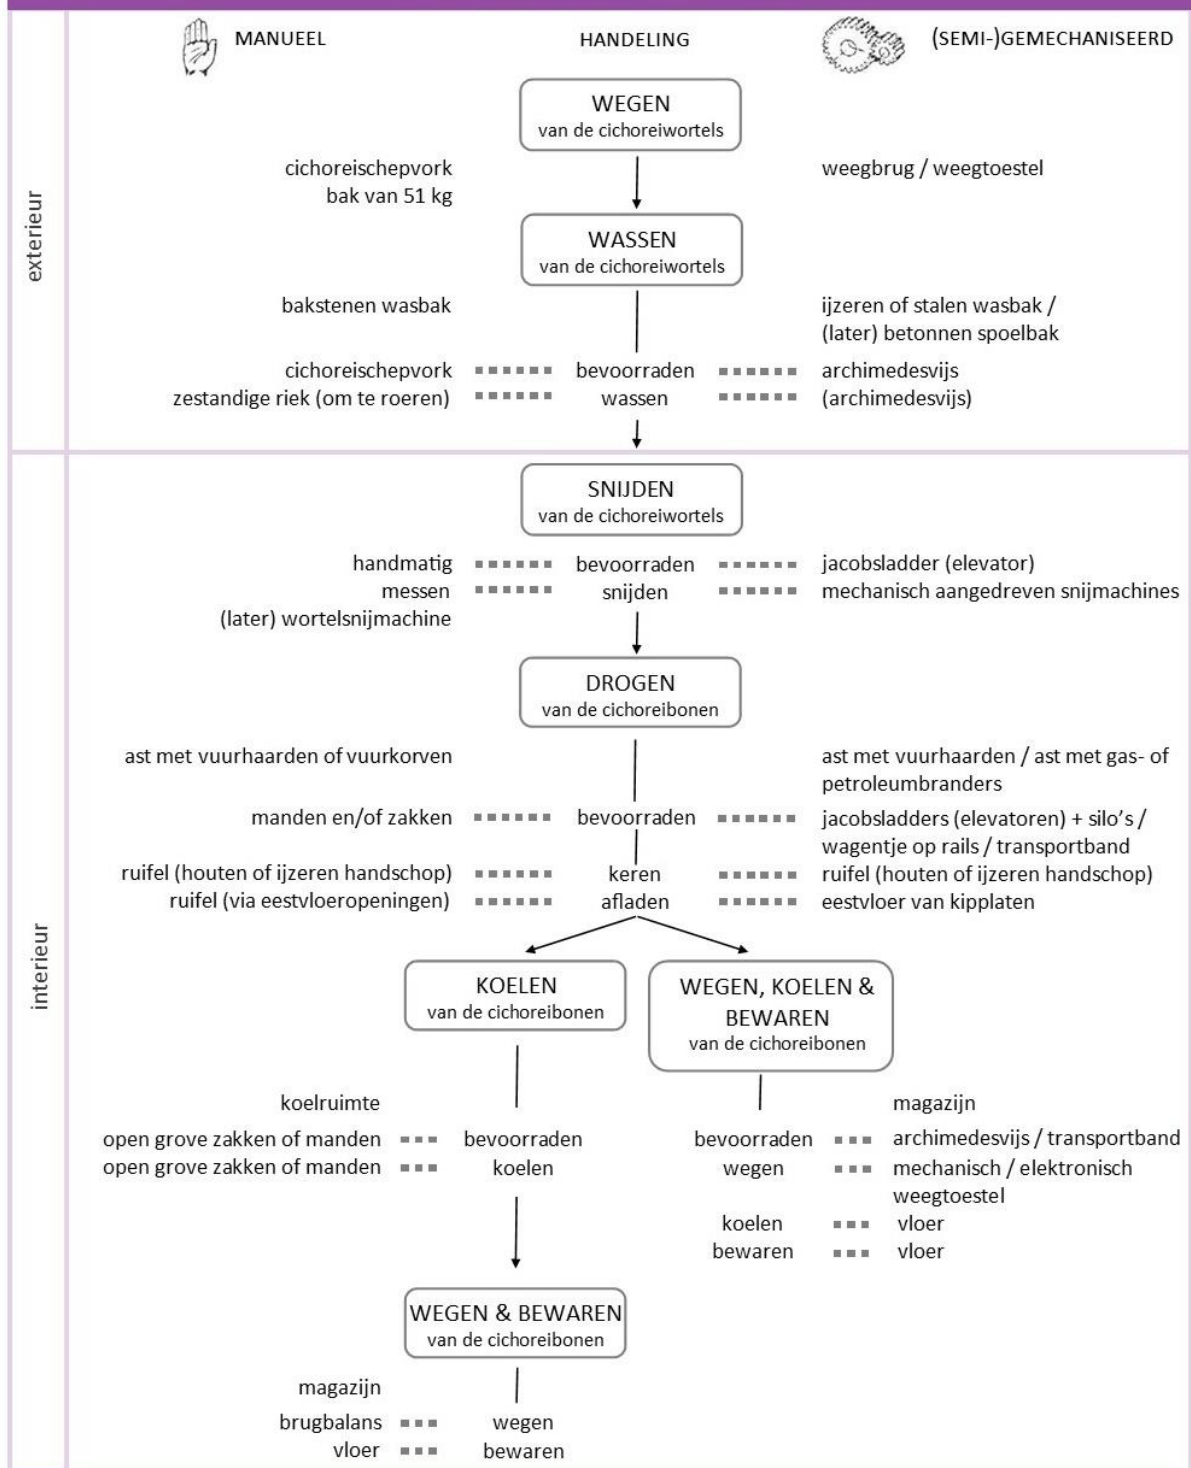 MANUEEL HANDELING (SEMI-)GEMECHANISEERD
exterieur
WEGEN
van de cichoreiwortels
cichoreischepvork weegbrug / weegtoestel
bak van 51 kg
WASSEN
van de cichoreiwortels
bakstenen wasbak ijzeren of stalen wasbak /
(later) betonnen spoelbak
cichoreischepvork bevoorraden archimedesvijs
zestandige riek (om te roeren) wassen (archimedesvijs)
interieur
SNIJDEN
van de cichoreiwortels
handmatig bevoorraden jacobsladder (elevator)
messen snijden mechanisch aangedreven snijmachines
(later) wortelsnijmachine
DROGEN
van de cichoreibonen
ast met vuurhaarden of vuurkorven ast met vuurhaarden / ast met gas- of
petroleumbranders
manden en/of zakken bevoorraden jacobsladders (elevatoren) + silo's /
wagentje op rails / transportband
ruifel (houten of ijzeren handschop) keren ruifel (houten of ijzeren handschop)
ruifel (via eestvloeropeningen) afladen eestvloer van kipplaten
KOELEN
van de cichoreibonen
WEGEN, KOELEN &
BEWAREN
van de cichoreibonen
koelruimte magazijn
open grove zakken of manden bevoorraden bevoorraden archimedesvijs / transportband
open grove zakken of manden koelen wegen mechanisch / elektronisch
weegtoestel
koelen vloer
bewaren vloer
WEGEN & BEWAREN
van de cichoreibonen
magazijn
brugbalans wegen
vloer bewaren